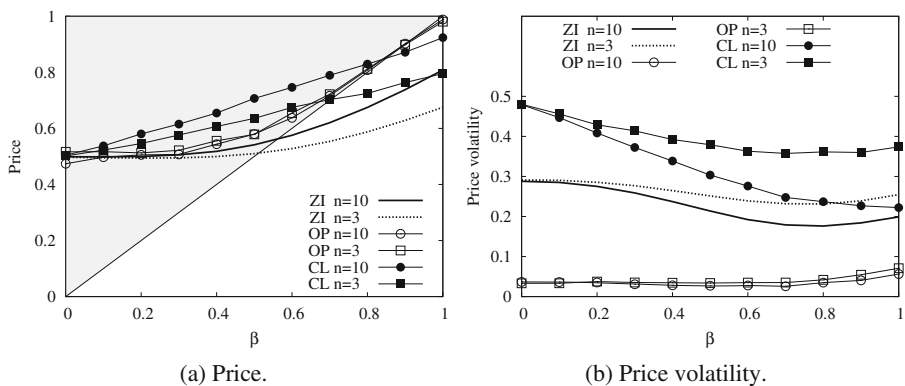 1
0.8
0.6
0.4
0.2
0
Price
0 0.2 0.4 0.6 0.8 1
β
ZI n=10
ZI n=3
OP n=10
OP n=3
CL n=10
CL n=3
(a) Price.
0.5
0.4
0.3
0.2
0.1
0
Price volatility
0 0.2 0.4 0.6 0.8 1
β
ZI n=10
ZI n=3
OP n=10
OP n=3
CL n=10
CL n=3
(b) Price volatility.